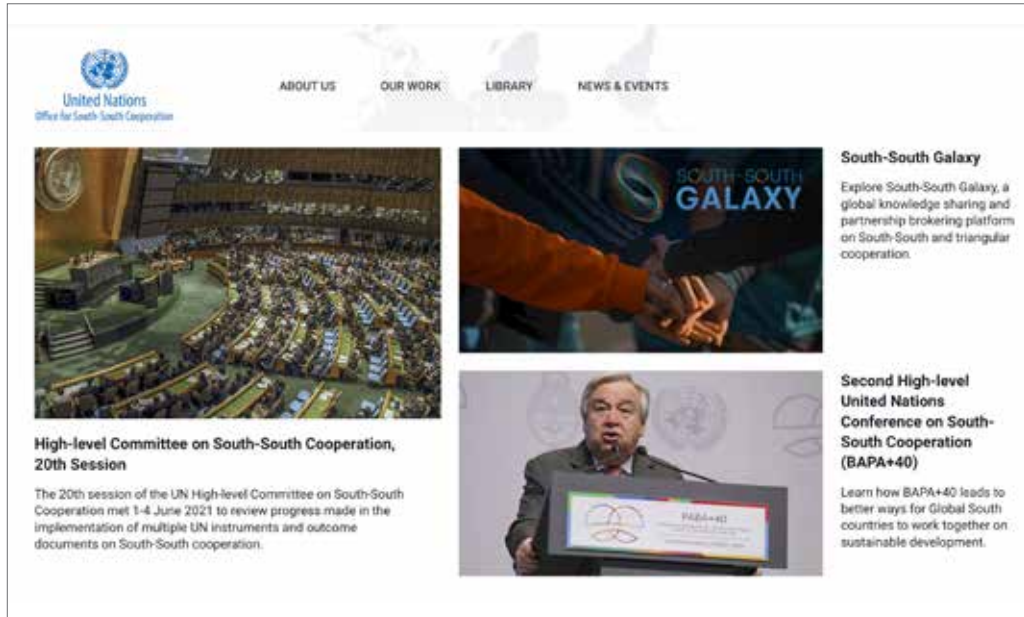 United Nations
Office for South-South Cooperation
ABOUT US
OUR WORK
LIBRARY
NEWS & EVENTS
SOUTH-SOUTH
GALAXY
South-South Galaxy
Explore South-South Galaxy, a
global knowledge sharing and
partnership brokering platform
on South-South and triangular
cooperation.
High-level Committee on South-South Cooperation,
20th Session
The 20th session of the UN High-level Committee on South-South
Cooperation met 1-4 June 2021 to review progress made in the
implementation of multiple UN instruments and outcome
documents on South-South cooperation.
PABA+40
Second High-level
United Nations
Conference on South-
South Cooperation
(BAPA+40)
Learn how BAPA+40 leads to
better ways for Global South
countries to work together on
sustainable development.